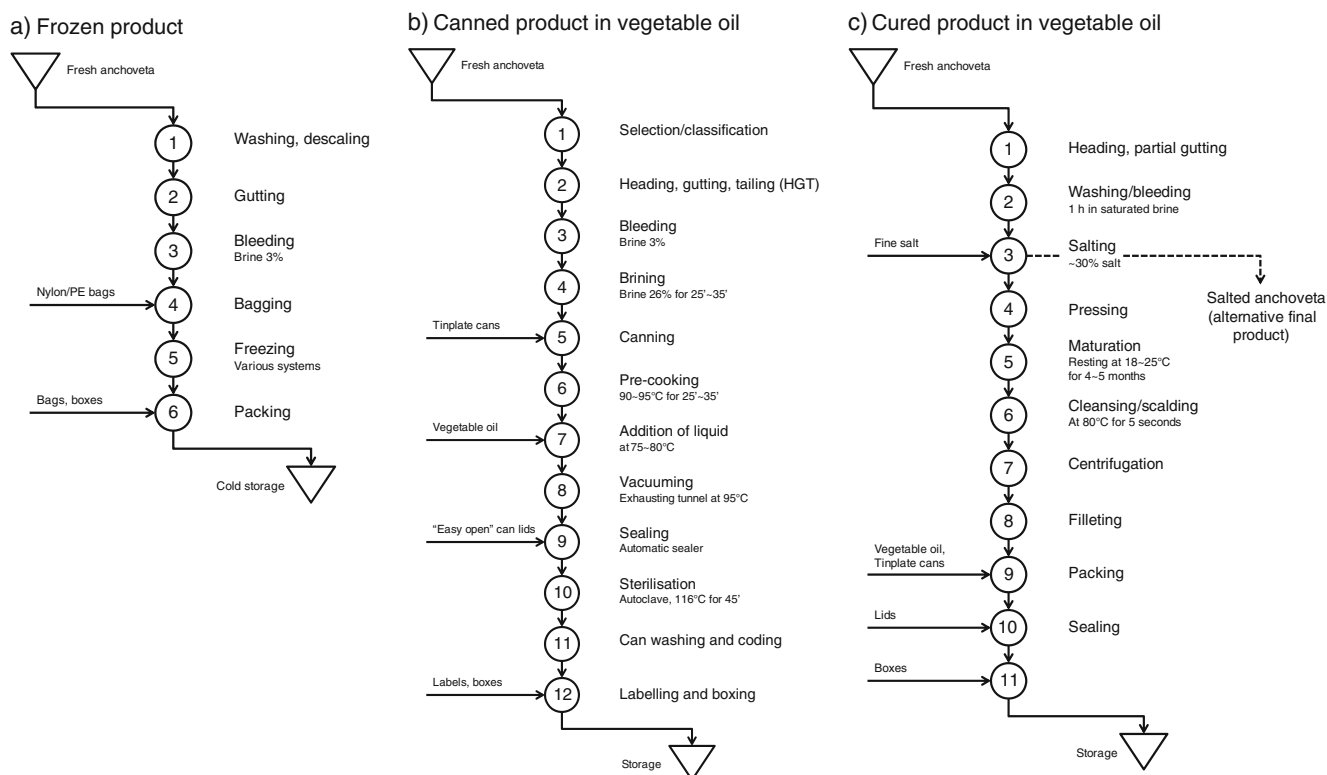 a) Frozen product
Fresh anchoveta
1
Washing, descaling
2
Gutting
3
Bleeding
Brine 3%
Nylon/PE bags
4
Bagging
5
Freezing
Various systems
Bags, boxes
6
Packing
Cold storage
b) Canned product in vegetable oil
Fresh anchoveta
1
Selection/classification
2
Heading, gutting, tailing (HGT)
3
Bleeding
Brine 3%
4
Brining
Brine 26% for 25'~35'
Tinplate cans
5
Canning
6
Pre-cooking
90~95°C for 25'~35'
Vegetable oil
7
Addition of liquid
at 75~80°C
8
Vacuuming
Exhausting tunnel at 95°C
“Easy open” can lids
9
Sealing
Automatic sealer
10
Sterilisation
Autoclave, 116°C for 45'
11
Can washing and coding
Labels, boxes
12
Labelling and boxing
Storage
c) Cured product in vegetable oil
Fresh anchoveta
1
Heading, partial gutting
2
Washing/bleeding
1 h in saturated brine
Fine salt
3
Salting
~30% salt
Salted anchoveta
(alternative final
product)
4
Pressing
5
Maturation
Resting at 18~25°C
for 4~5 months
6
Cleansing/scalding
At 80°C for 5 seconds
7
Centrifugation
8
Filleting
Vegetable oil,
Tinplate cans
9
Packing
Lids
10
Sealing
Boxes
11
Storage